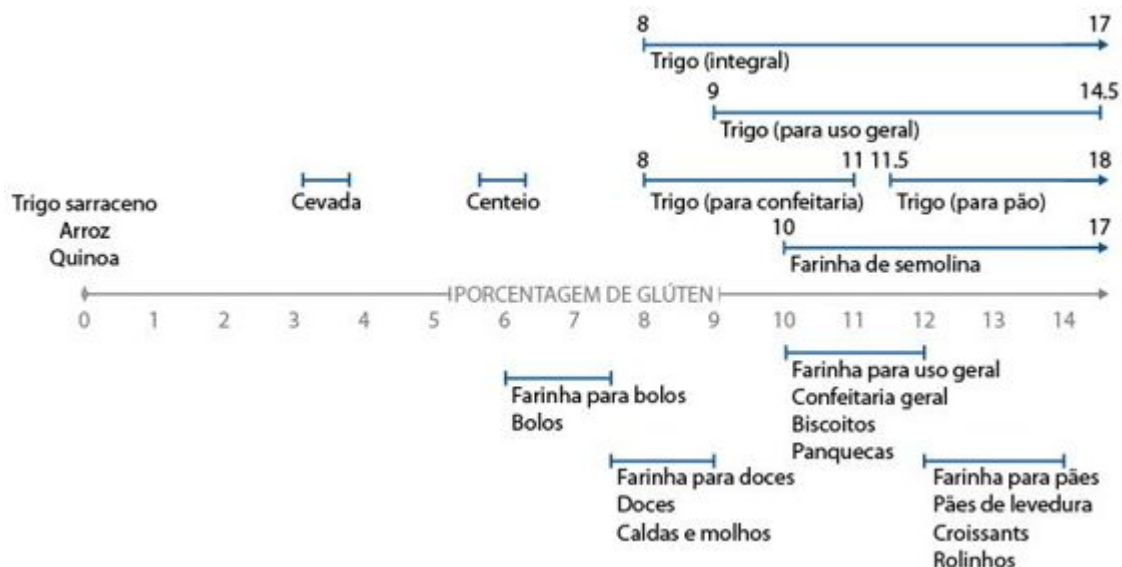 8 17
Trigo (integral)
9 14.5
Trigo (para uso geral)
8 11 11.5 18
Cevada Centeio Trigo (para confeitaria) Trigo (para pão)
Trigo sarraceno
Arroz
Quinoa
10 17
Farinha de semolina
PORCENTAGEM DE GLÚTEN
0 1 2 3 4 5 6 7 8 9 10 11 12 13 14
Farinha para bolos
Bolos
Farinha para doces
Doces
Caldas e molhos
Farinha para uso geral
Confeitaria geral
Biscoitos
Panquecas
Farinha para pães
Pães de levedura
Croissants
Rolinhos